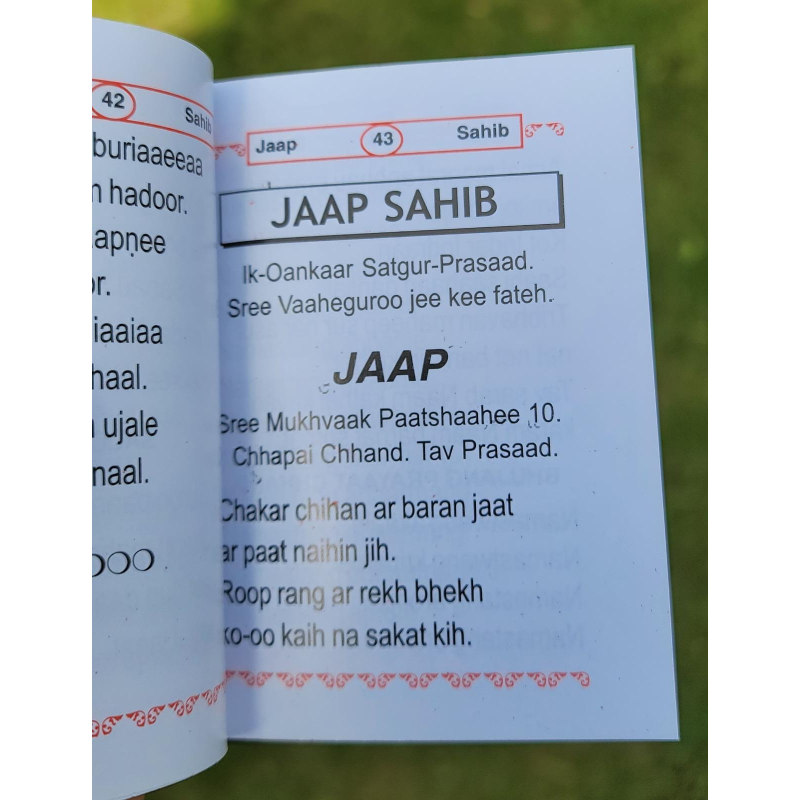 42 Sahib
buriaaeeaa
hadoor.
apṇee
iaaiaa
haal.
ujale
naal.
Jaap 43 Sahib
JAAP SAHIB
Ik-Oankaar Satgur-Prasaad.
Sree Vaaheguroo jee kee fateh.
JAAP
Sree Mukhvaak Paatshaahee 10.
Chhapai Chhand. Tav Prasaad.
Chakar chihan ar baran jaat
ar paat naihin jih.
Roop rang ar rekh bhekh
ko-oo kaih na sakat kih.